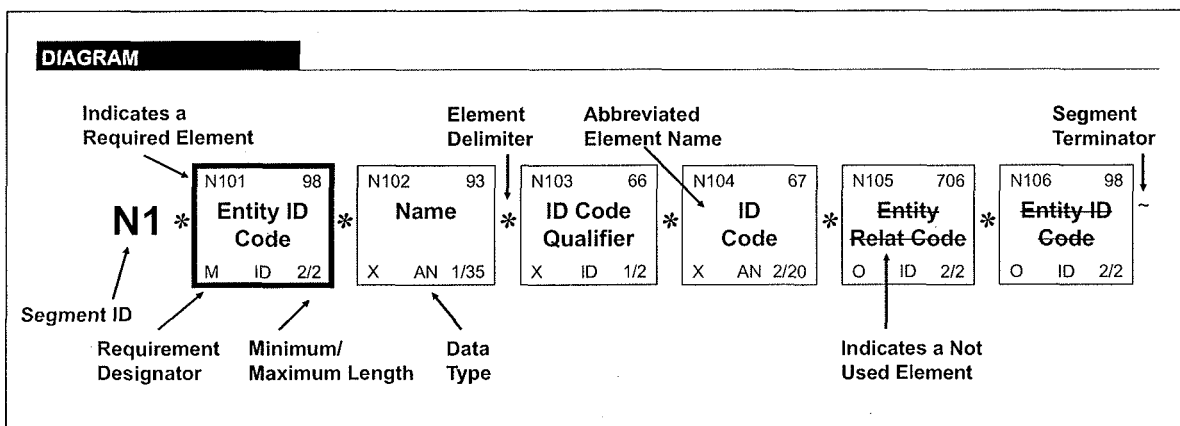 DIAGRAM
Indicates a
Required Element
Element
Delimiter
Abbreviated
Element Name
Segment
Terminator
N1 *
N101 98
Entity ID
Code
M ID 2/2
*
N102 93
Name
X AN 1/35
*
N103 66
ID Code
Qualifier
X ID 1/2
*
N104 67
ID
Code
X AN 2/20
*
N105 706
Entity
Relat Code
O ID 2/2
*
N106 98
Entity ID
Code
O ID 2/2
~
Segment ID
Requirement
Designator
Minimum/
Maximum Length
Data
Type
Indicates a Not
Used Element